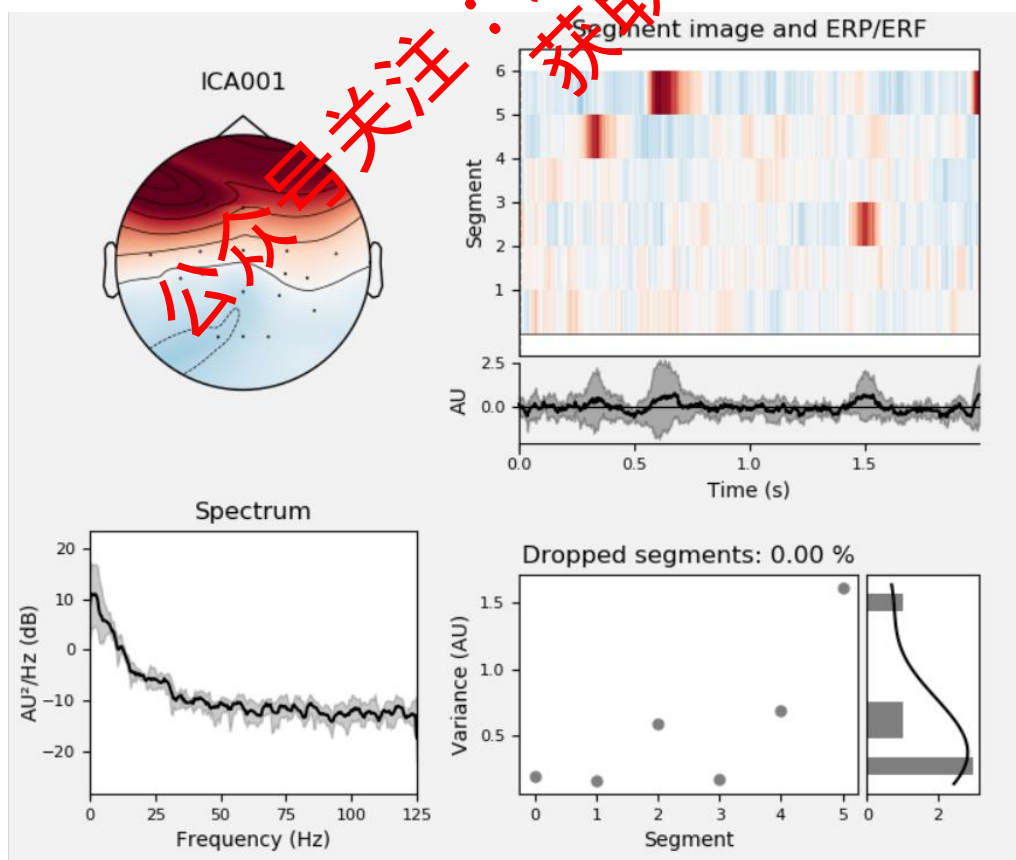 公众号关注：
获取
Segment image and ERP/ERF
ICA001
6
5
4
3
2
1
Segment
2.5
0.0
AU
0.0 0.5 1.0 1.5
Time (s)
Spectrum
20
10
0
−10
−20
AU²/Hz (dB)
0 25 50 75 100 125
Frequency (Hz)
Dropped segments: 0.00 %
1.5
1.0
0.5
Variance (AU)
0 1 2 3 4 5
Segment
0 2